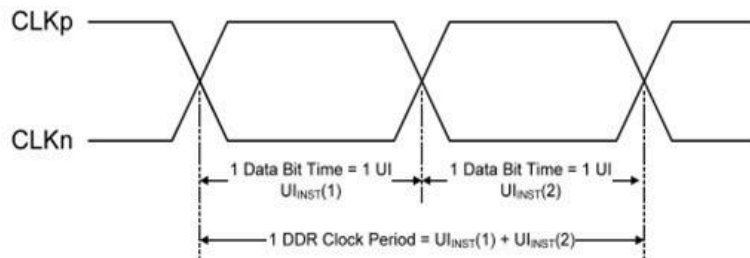 CLKp
CLKn
1 Data Bit Time = 1 UI
UIINST(1)
1 Data Bit Time = 1 UI
UIINST(2)
1 DDR Clock Period = UIINST(1) + UIINST(2)